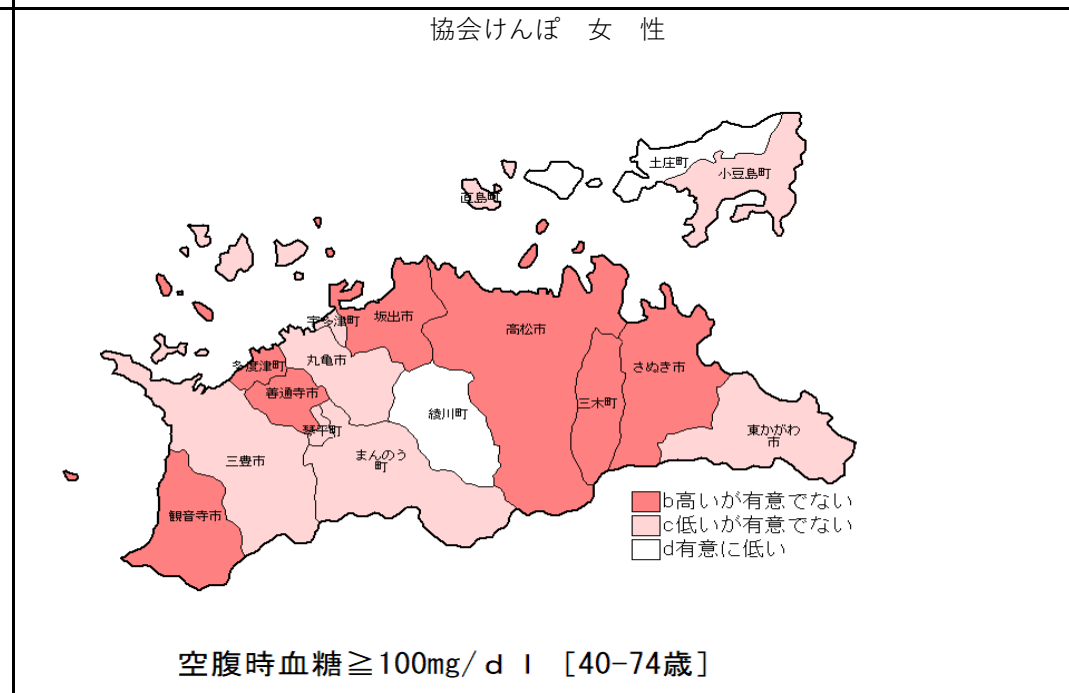 協会けんぽ 女 性
土庄町
小豆島町
直島町
坂出市
宇多津町
高松市
丸亀市
多度津町
さぬき市
善通寺市
三木町
綾川町
琴平町
東かがわ
市
まんのう
町
三豊市
観音寺市
b高いが有意でない
c低いが有意でない
d有意に低い
空腹時血糖≧100mg/ｄｌ [40-74歳]